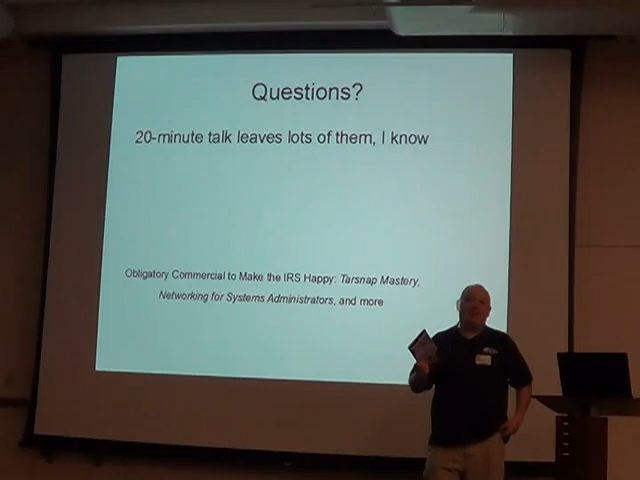 Questions?
20-minute talk leaves lots of them, I know
Obligatory Commercial to Make the IRS Happy: Tarsnap Mastery,
Networking for Systems Administrators, and more